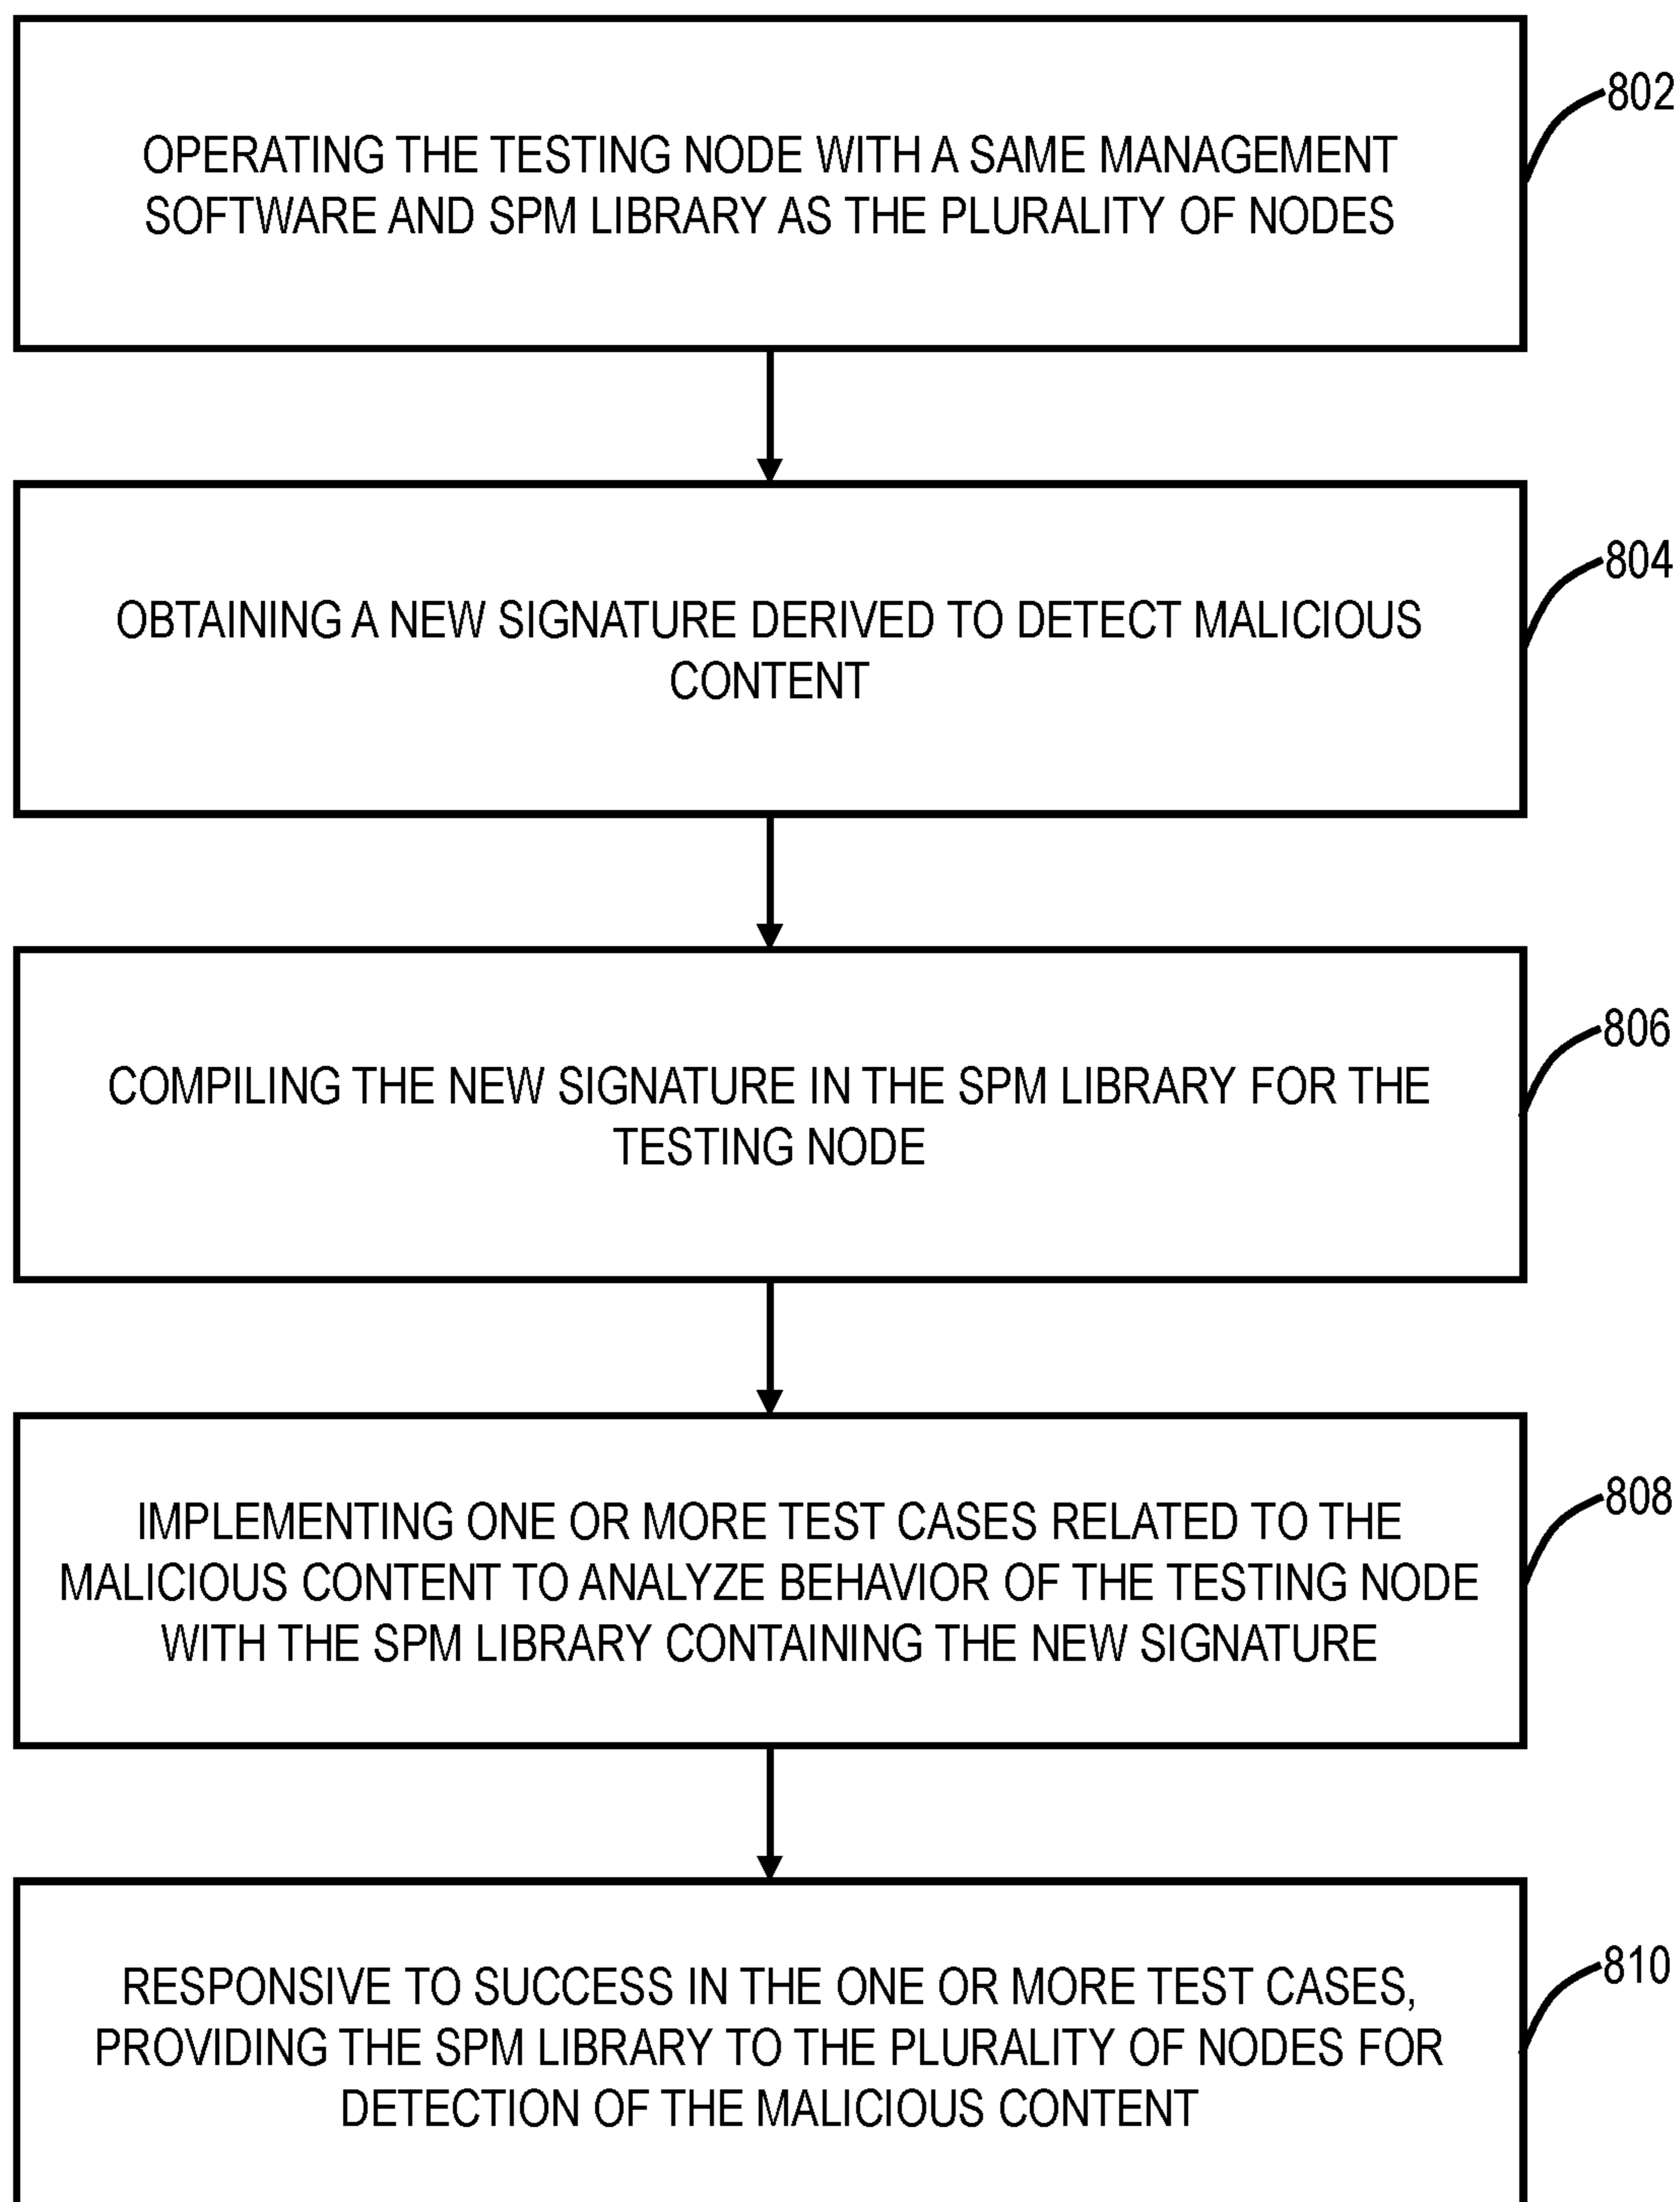 802
OPERATING THE TESTING NODE WITH A SAME MANAGEMENT
SOFTWARE AND SPM LIBRARY AS THE PLURALITY OF NODES
804
OBTAINING A NEW SIGNATURE DERIVED TO DETECT MALICIOUS
CONTENT
806
COMPILING THE NEW SIGNATURE IN THE SPM LIBRARY FOR THE
TESTING NODE
808
IMPLEMENTING ONE OR MORE TEST CASES RELATED TO THE
MALICIOUS CONTENT TO ANALYZE BEHAVIOR OF THE TESTING NODE
WITH THE SPM LIBRARY CONTAINING THE NEW SIGNATURE
810
RESPONSIVE TO SUCCESS IN THE ONE OR MORE TEST CASES,
PROVIDING THE SPM LIBRARY TO THE PLURALITY OF NODES FOR
DETECTION OF THE MALICIOUS CONTENT